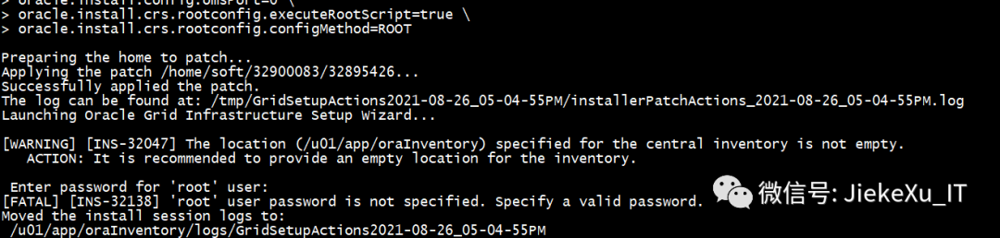 > oracle.install.config.omsPort=0 \
> oracle.install.crs.rootconfig.executeRootScript=true \
> oracle.install.crs.rootconfig.configMethod=ROOT
Preparing the home to patch...
Applying the patch /home/soft/32900083/32895426...
Successfully applied the patch.
The log can be found at: /tmp/GridSetupActions2021-08-26_05-04-55PM/installerPatchActions_2021-08-26_05-04-55PM.log
Launching Oracle Grid Infrastructure Setup Wizard...
[WARNING] [INS-32047] The location (/u01/app/oraInventory) specified for the central inventory is not empty.
ACTION: It is recommended to provide an empty location for the inventory.
Enter password for 'root' user:
[FATAL] [INS-32138] 'root' user password is not specified. Specify a valid password.
微信号: JiekeXu_IT
Moved the install session logs to:
/u01/app/oraInventory/logs/GridSetupActions2021-08-26_05-04-55PM